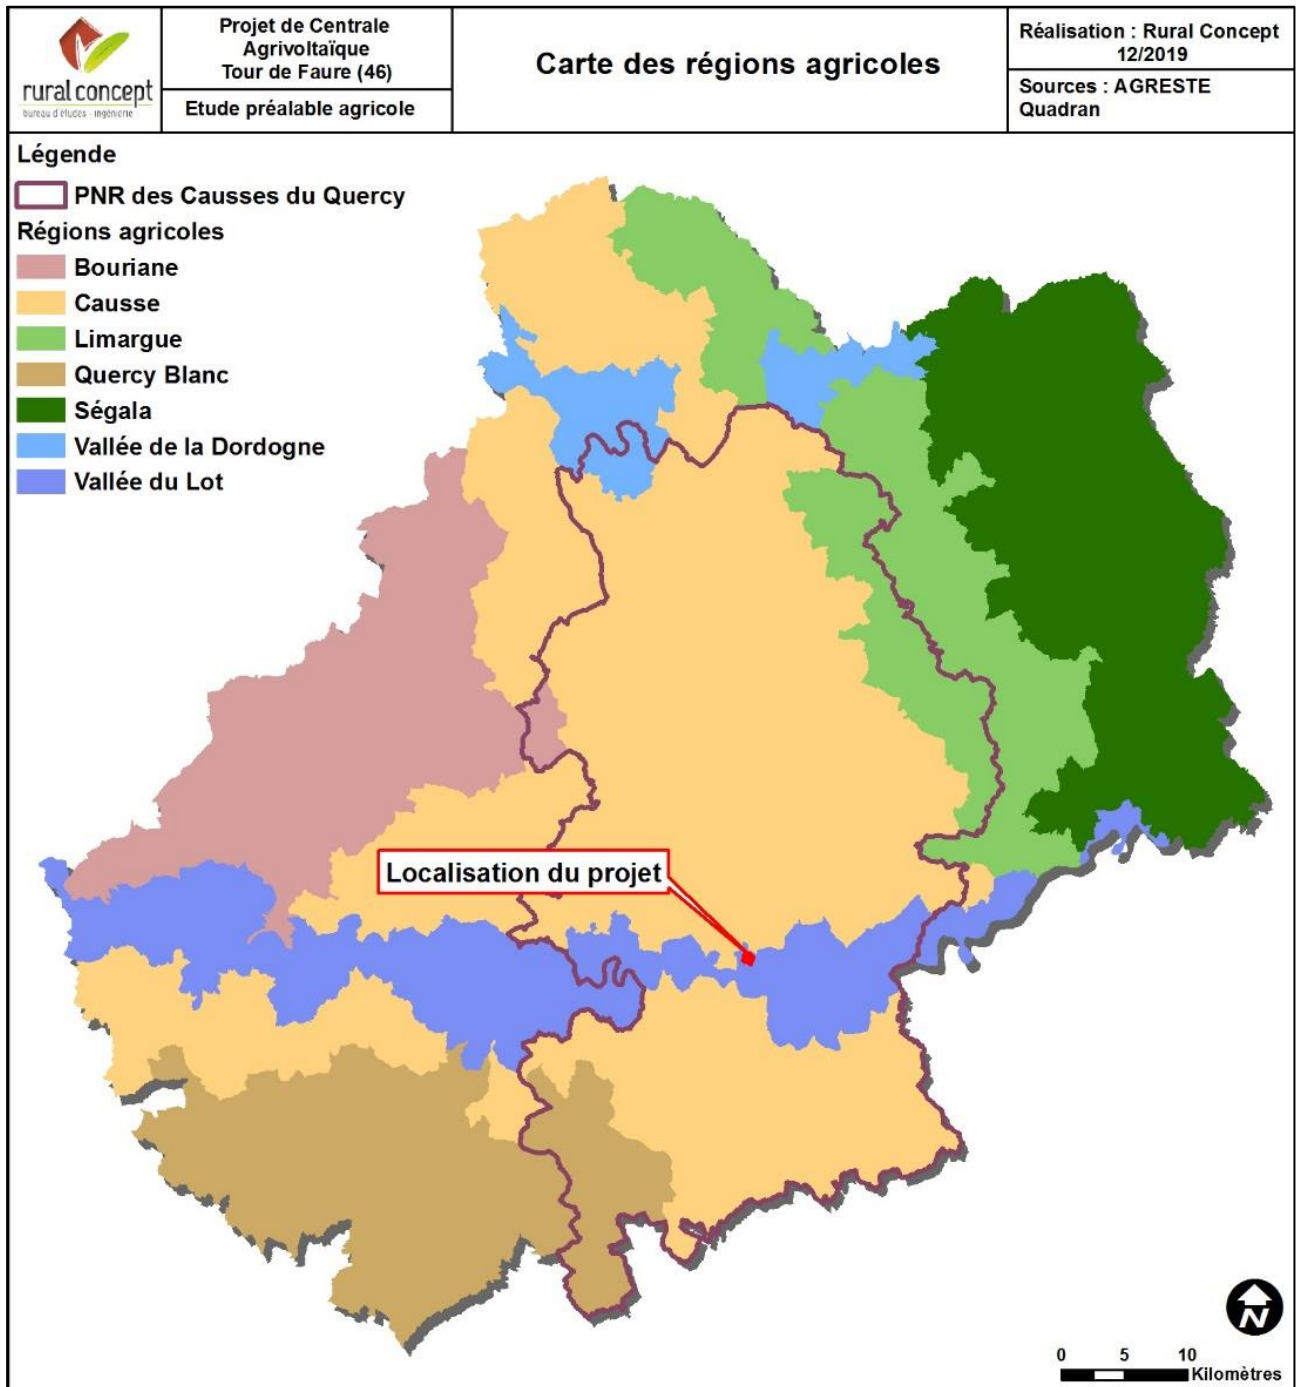 rural concept
bureau d'études - ingénierie
Projet de Centrale
Agrivoltaïque
Tour de Faure (46)
Etude préalable agricole
Carte des régions agricoles
Réalisation : Rural Concept
12/2019
Sources : AGRESTE
Quadran
Légende
PNR des Causses du Quercy
Régions agricoles
Bouriane
Causse
Limargue
Quercy Blanc
Ségala
Vallée de la Dordogne
Vallée du Lot
Localisation du projet
N
0 5 10
Kilomètres